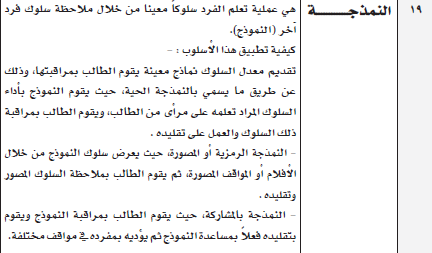 ١٩
النمذجـــــة
هي عملية تعلم الفرد سلوكاً معينا من خلال ملاحظة سلوك فرد
آخر (النموذج).
كيفية تطبيق هذا الأسلوب : -
تقديم معدل السلوك نماذج معينة يقوم الطالب بمراقبتها، وذلك
عن طريق ما يسمي بالنمذجة الحية، حيث يقوم النموذج بأداء
السلوك المراد تعلمه على مرأى من الطالب، ويقوم الطالب بمراقبة
ذلك السلوك والعمل على تقليده .
- النمذجة الرمزية أو المصورة، حيث يعرض سلوك النموذج من خلال
الأفلام أو المواقف المصورة، ثم يقوم الطالب بملاحظة السلوك المصور
وتقليده .
- النمذجة بالمشاركة، حيث يقوم الطالب بمراقبة النموذج ويقوم
بتقليده فعلاً بمساعدة النموذج ثم يؤديه بمفرده في مواقف مختلفة.